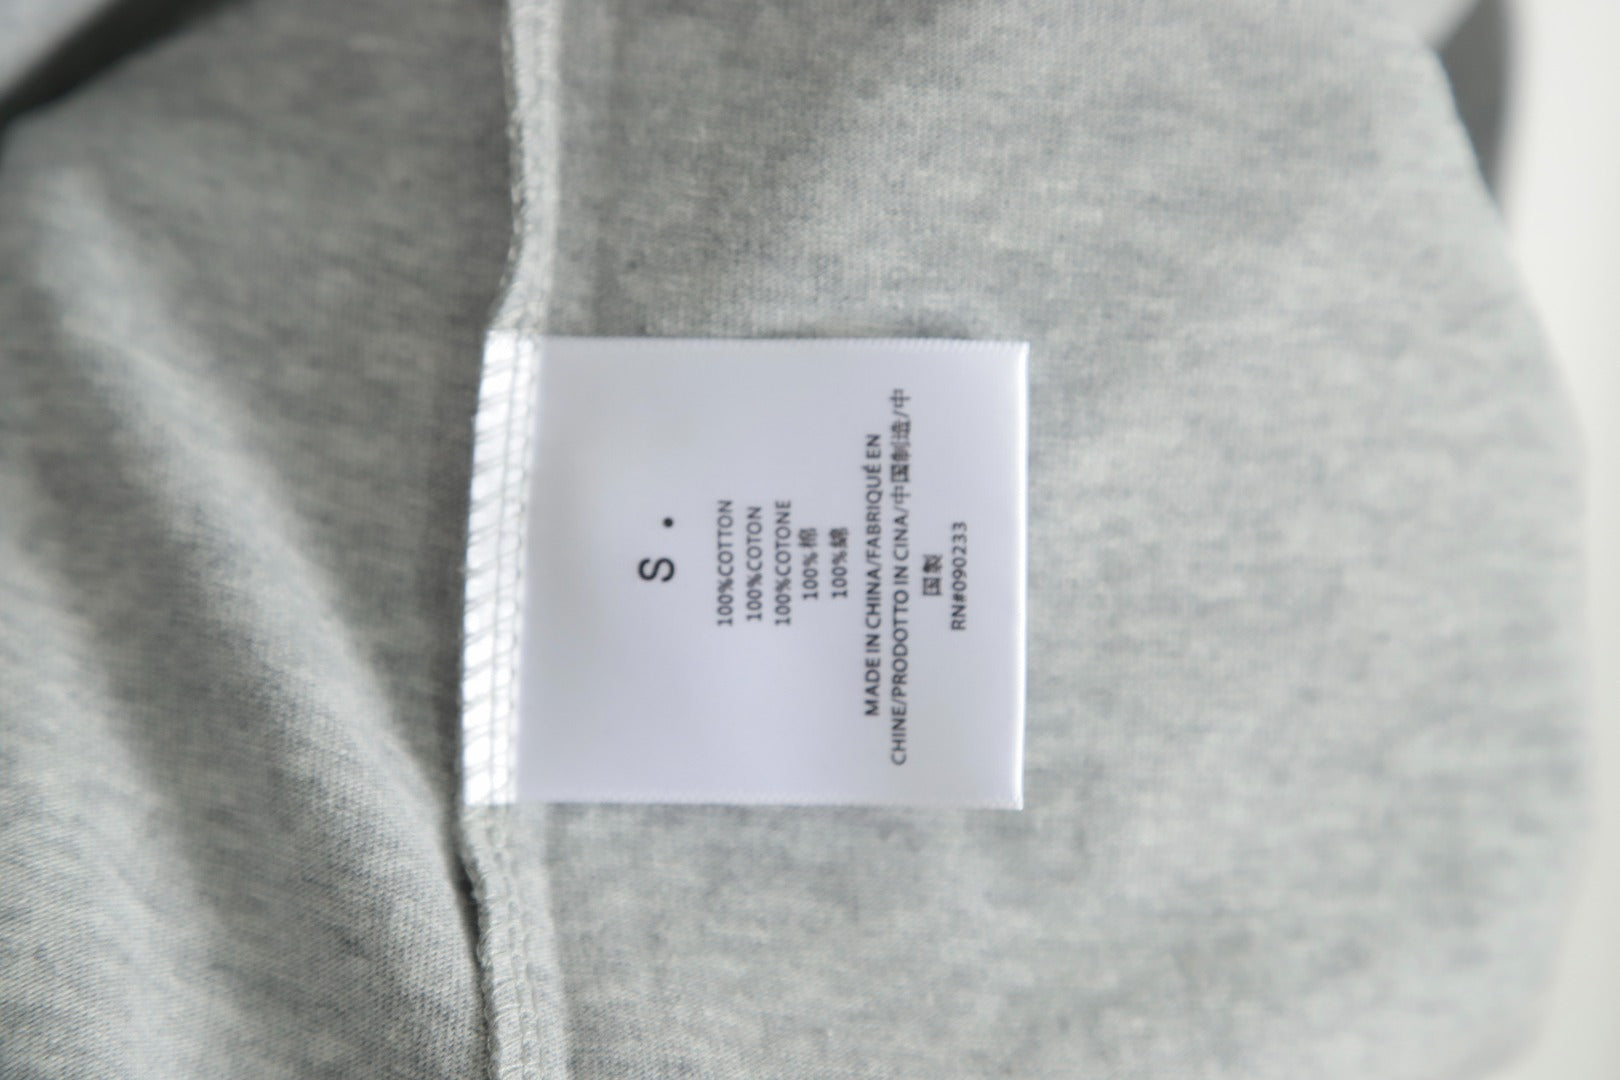 S •
100%COTTON
100%COTON
100%COTONE
100%棉
100%綿
MADE IN CHINA/FABRIQUÉ EN
CHINE/PRODOTTO IN CINA/中国制造/中
国製
RN#090233